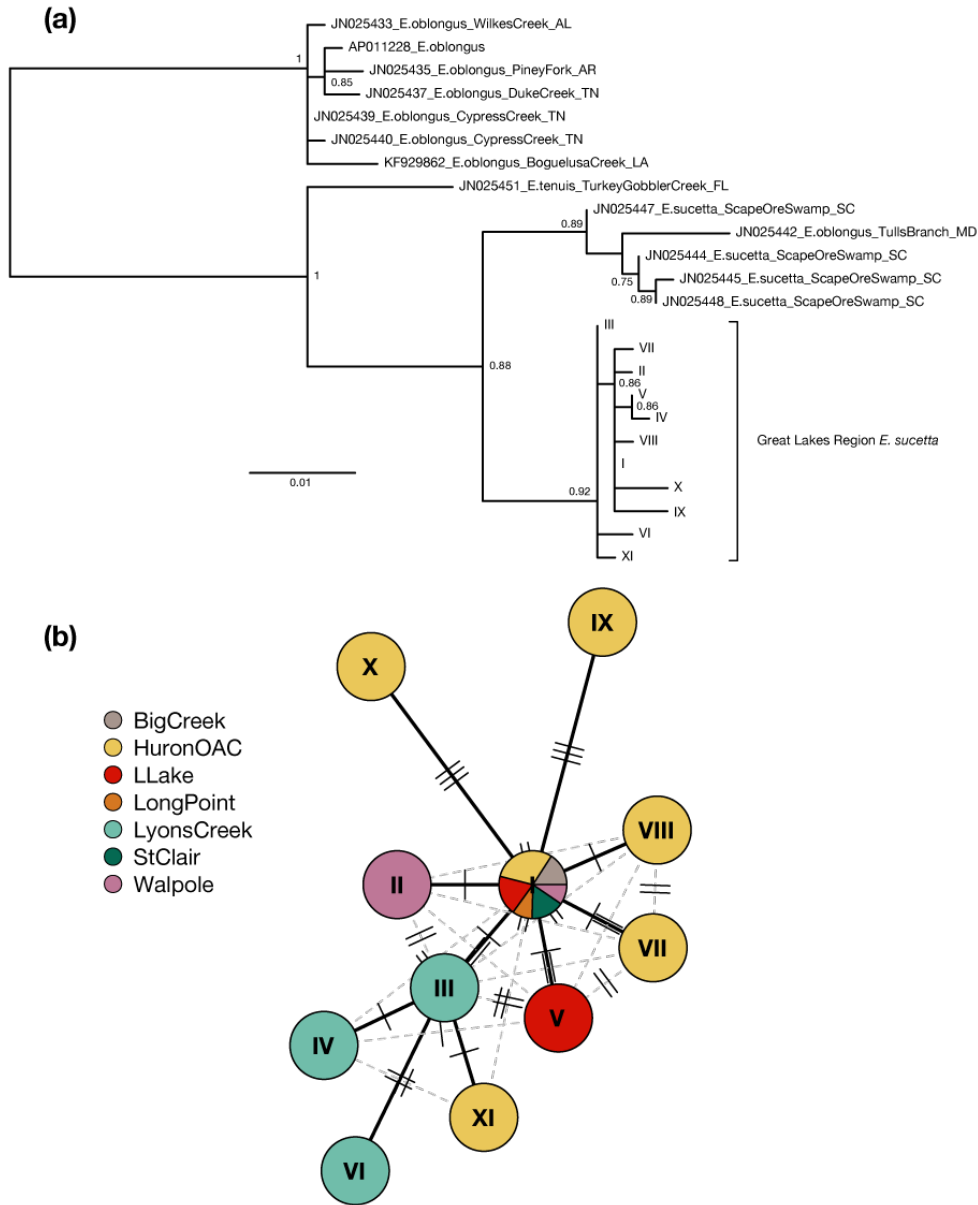 (a)
JN025433_E.oblongus_WilkesCreek_AL
1
AP011228_E.oblongus
JN025435_E.oblongus_PineyFork_AR
0.85
JN025437_E.oblongus_DukeCreek_TN
JN025439_E.oblongus_CypressCreek_TN
JN025440_E.oblongus_CypressCreek_TN
KF929862_E.oblongus_BoguelusaCreek_LA
JN025451_E.tenuis_TurkeyGobblerCreek_FL
JN025447_E.sucetta_ScapeOreSwamp_SC
0.89
JN025442_E.oblongus_TullsBranch_MD
JN025444_E.sucetta_ScapeOreSwamp_SC
1
0.75
JN025445_E.sucetta_ScapeOreSwamp_SC
0.89
JN025448_E.sucetta_ScapeOreSwamp_SC
III
VII
0.88
II
0.86
V
0.86
IV
VIII
Great Lakes Region E. sucetta
I
0.01
0.92
X
IX
VI
XI
(b)
IX
X
BigCreek
HuronOAC
LLake
LongPoint
LyonsCreek
StClair
Walpole
VIII
II
I
VII
III
V
IV
XI
VI